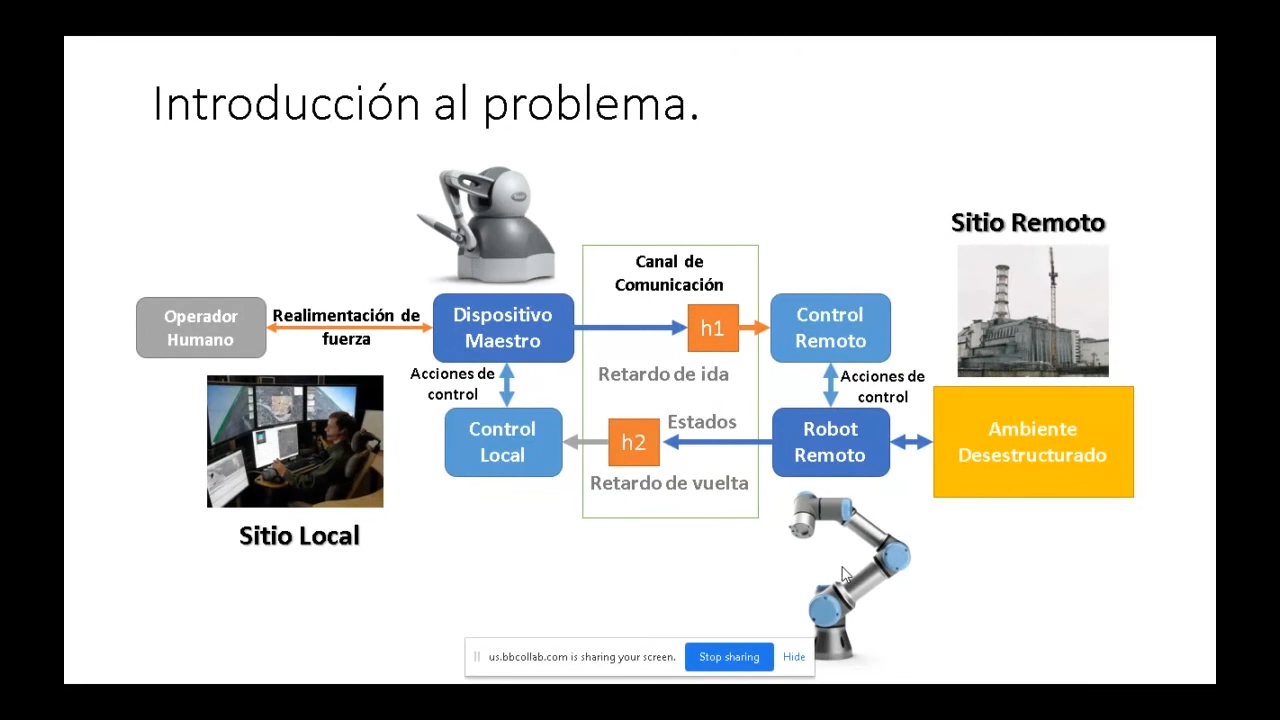 Introducción al problema.
Sitio Remoto
Canal de
Comunicación
Operador
Humano
Realimentación de
fuerza
Dispositivo
Maestro
h1
Control
Remoto
Retardo de ida
Acciones de
control
Acciones de
control
Control
Local
h2
Estados
Robot
Remoto
Ambiente
Desestructurado
Retardo de vuelta
Sitio Local
us.bbcollab.com is sharing your screen.
Stop sharing
Hide